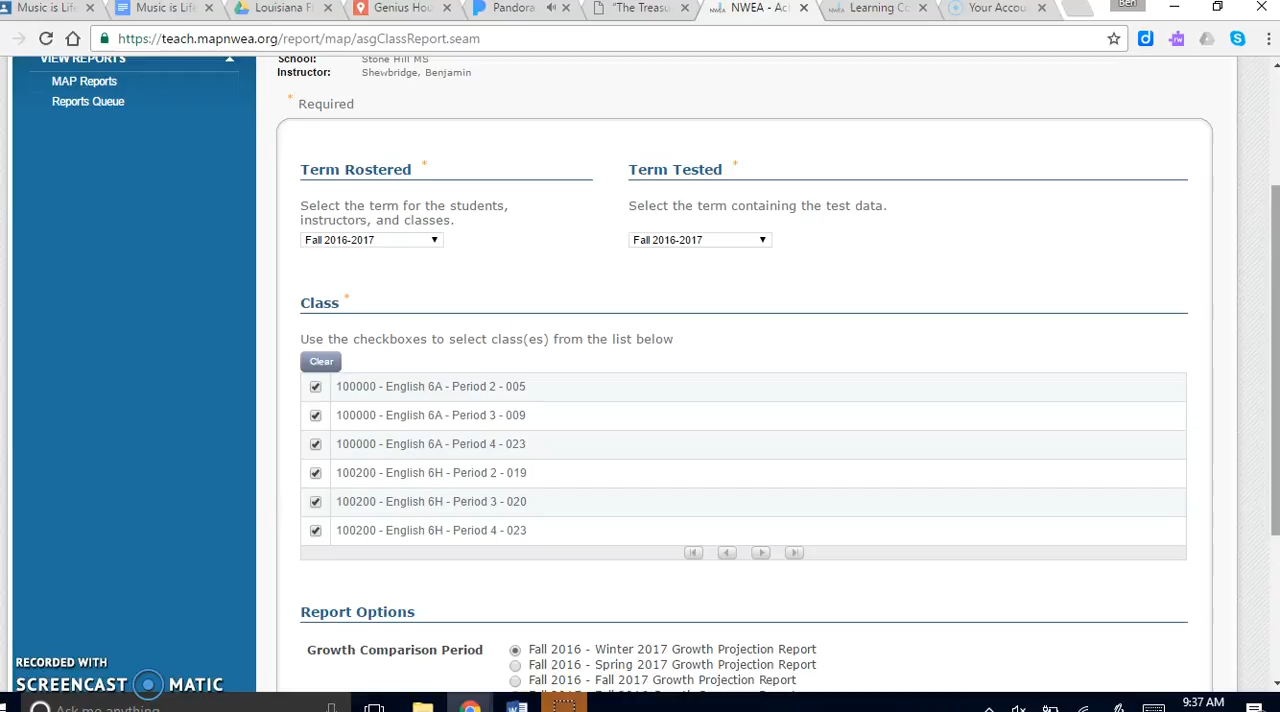 Music is Life
Music is Life
Louisiana Fl
Genius Hou
Pandora
"The Treasu
NWEA - Ac
Learning Co
Your Accou
Ben
https://teach.mapnwea.org/report/map/asgClassReport.seam
VIEW REPORTS
MAP Reports
Reports Queue
School: Stone Hill MS
Instructor: Shewbridge, Benjamin
* Required
Term Rostered *
Select the term for the students,
instructors, and classes.
Fall 2016-2017
Term Tested *
Select the term containing the test data.
Fall 2016-2017
Class *
Use the checkboxes to select class(es) from the list below
Clear
100000 - English 6A - Period 2 - 005
100000 - English 6A - Period 3 - 009
100000 - English 6A - Period 4 - 023
100200 - English 6H - Period 2 - 019
100200 - English 6H - Period 3 - 020
100200 - English 6H - Period 4 - 023
Report Options
Growth Comparison Period
Fall 2016 - Winter 2017 Growth Projection Report
Fall 2016 - Spring 2017 Growth Projection Report
Fall 2016 - Fall 2017 Growth Projection Report
RECORDED WITH
SCREENCAST MATIC
Ask me anything
9:37 AM